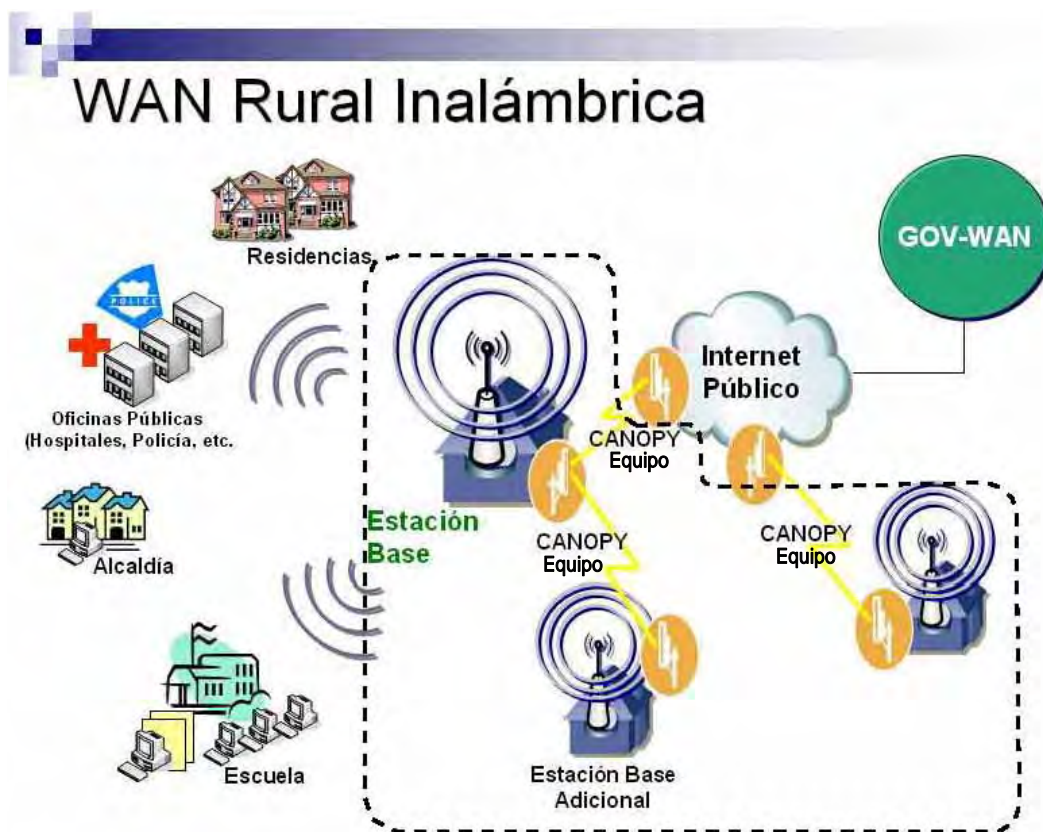 WAN Rural Inalámbrica
Residencias
POLICE
Oficinas Públicas
(Hospitales, Policía, etc.
Alcaldía
Escuela
Estación
Base
CANOPY
Equipo
Internet
Público
GOV-WAN
CANOPY
Equipo
CANOPY
Equipo
Estación Base
Adicional